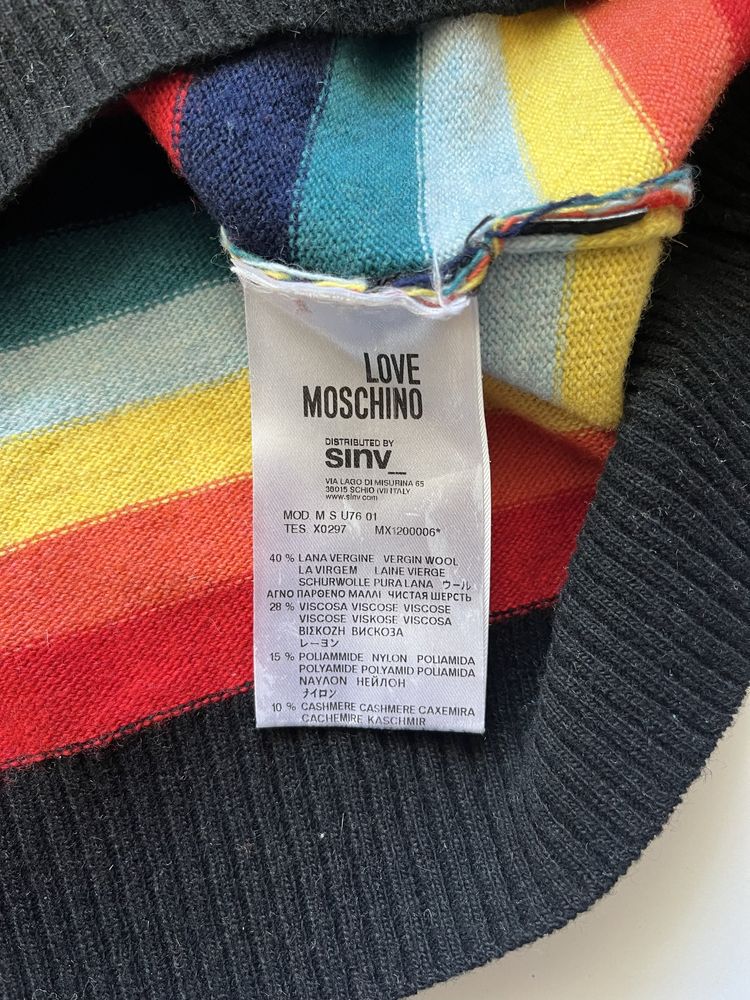 LOVE
MOSCHINO
DISTRIBUTED BY
sinv_
VIA LAGO DI MISURINA 65
36015 SCHIO (VI) ITALY
www.sinv.com
MOD. M S U76 01
TES. X0297 MX1200006*
40 % LANA VERGINE VERGIN WOOL
LA VIRGEM LAINE VIERGE
SCHURWOLLE PURA LANA ウール
ΑΓΝΟ ΠΑΡΘΕΝΟ ΜΑΛΛΙ ЧИСТАЯ ШЕРСТЬ
28 % VISCOSA VISCOSE VISCOSE
VISCOSE VISKOSE VISCOSA
ΒΙΣΚΟΖΗ ВИСКОЗА
レーヨン
15 % POLIAMMIDE NYLON POLIAMIDA
POLYAMIDE POLYAMID POLIAMIDA
ΝΑΥΛΟΝ НЕЙЛОН
ナイロン
10 % CASHMERE CASHMERE CAXEMIRA
CACHEMIRE KASCHMIR